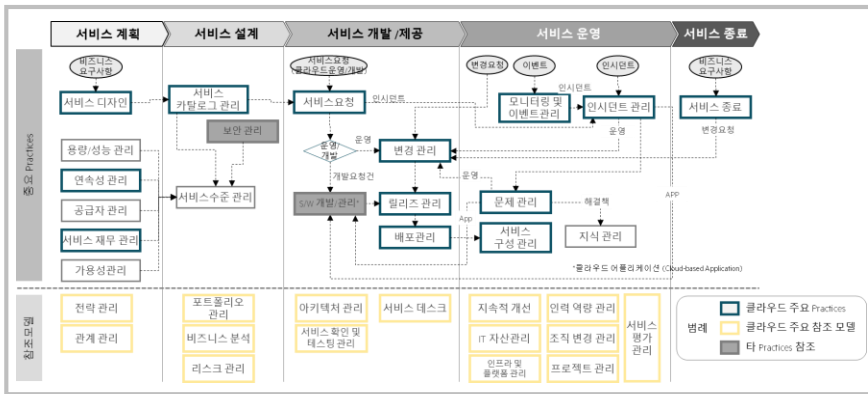 서비스 계획
서비스 설계
서비스 개발 /제공
서비스 운영
서비스 종료
중요 Practices
비즈니스
요구사항
서비스 디자인
용량/성능 관리
연속성 관리
공급자 관리
서비스 재무 관리
가용성관리
서비스
카탈로그 관리
보안 관리
서비스수준 관리
서비스요청
(클라우드운영/개발)
서비스요청
인시던트
운영/
개발
운영
개발요청건
S/W 개발/관리*
변경 관리
릴리즈 관리
배포관리
변경요청
이벤트
인시던트
모니터링 및
이벤트관리
인시던트
인시던트 관리
운영
운영
App
문제 관리
해결책
서비스
구성 관리
지식 관리
APP
비즈니스
요구사항
서비스 종료
변경요청
*클라우드 어플리케이션 (Cloud-based Application)
참조모델
전략 관리
관계 관리
포트폴리오
관리
비즈니스 분석
리스크 관리
아키텍처 관리
서비스 확인 및
테스팅 관리
서비스 데스크
지속적 개선
IT 자산관리
인프라 및
플랫폼 관리
인력 역량 관리
조직 변경 관리
프로젝트 관리
서비스
평가
관리
범례
클라우드 주요 Practices
클라우드 주요 참조 모델
타 Practices 참조